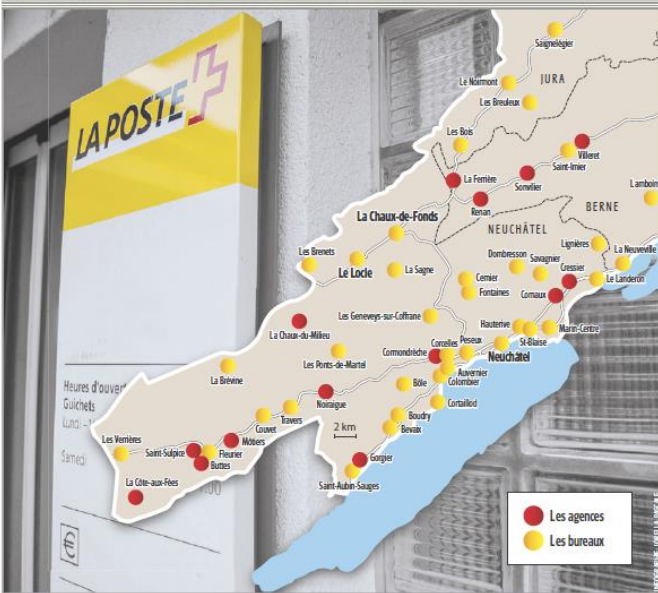 LA POSTE
Heures d'ouver
Guichets
Lundi - 
Samedi
.00
€
Saignelégier
Le Noirmont
JURA
Les Breuleux
Les Bois
Villeret
Saint-Imier
La Ferrière
Sonvilier
Renan
Lamboin
BERNE
La Chaux-de-Fonds
NEUCHÂTEL
Lignières
La Neuveville
Les Brenets
Dombresson
Savagnier
Cressier
Le Locle
La Sagne
Cernier
Le Landeron
Fontaines
Cornaux
Les Geneveys-sur-Coffrane
Hauterive
Marin-Centre
La Chaux-du-Milieu
Corcelles
Peseux
St-Blaise
Cormondrèche
Neuchâtel
Les Ponts-de-Martel
Auvernier
La Brévine
Bôle
Colombier
Noiraigue
Cortaillod
Travers
Boudry
Couvet
Bevaix
2 km
Môtiers
Les Verrières
Saint-Sulpice
Fleurier
Buttes
Gorgier
La Côte-aux-Fées
Saint-Aubin-Sauges
Les agences
Les bureaux